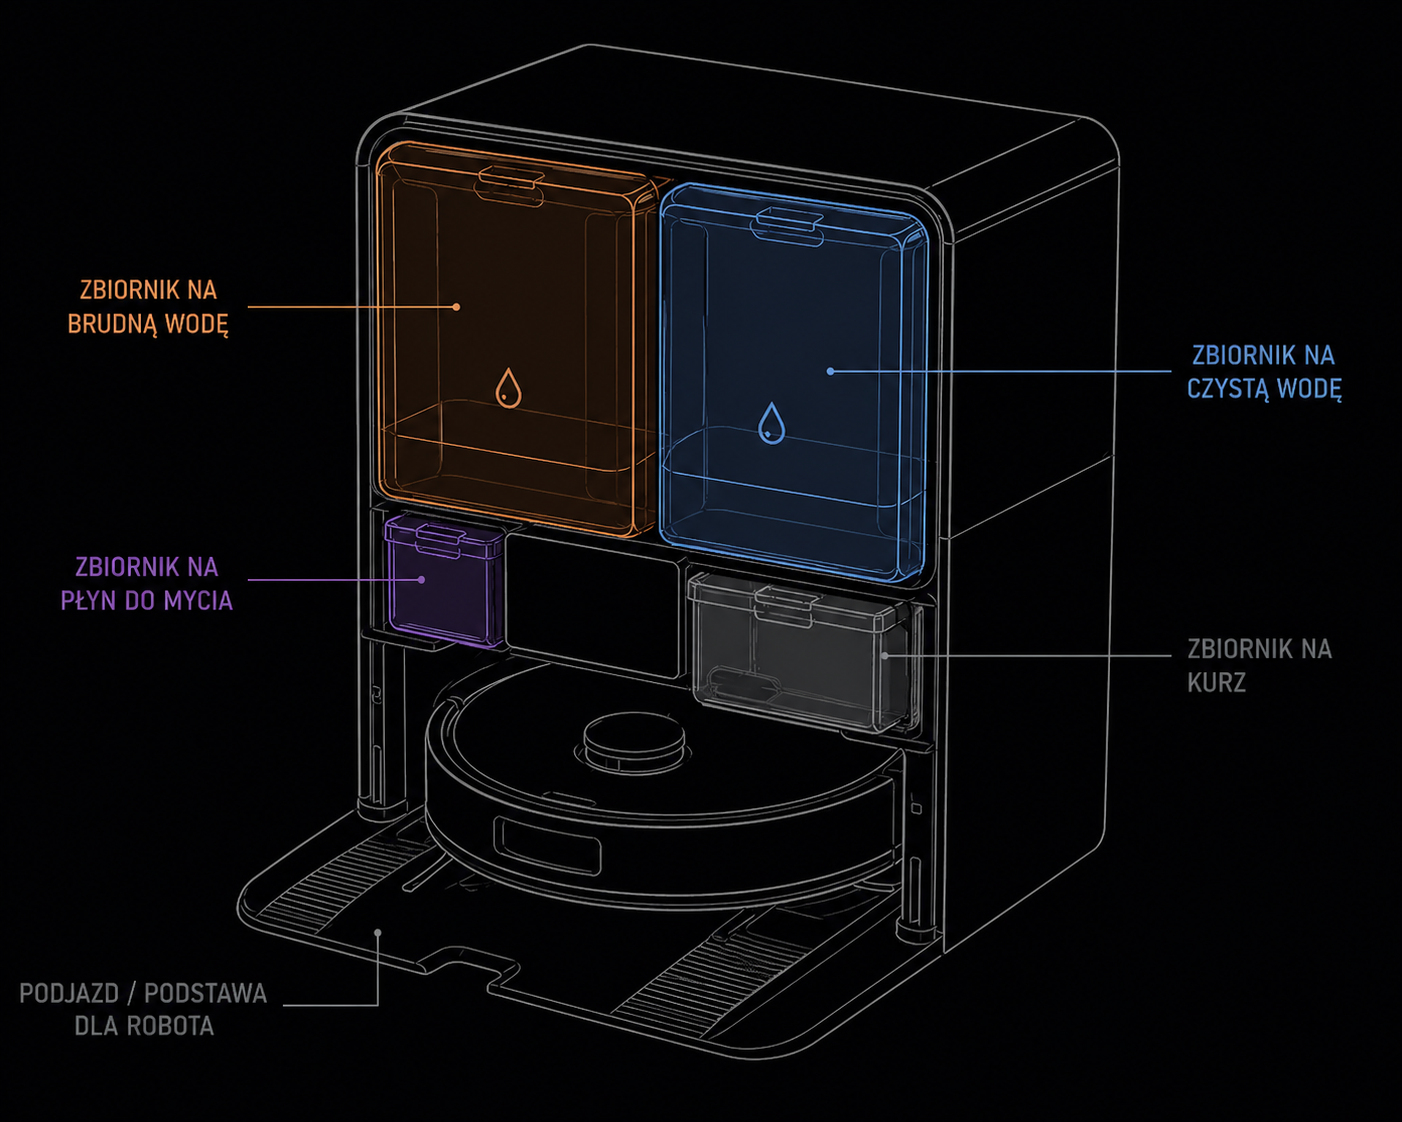 ZBIORNIK NA
BRUDNĄ WODĘ
ZBIORNIK NA
CZYSTĄ WODĘ
ZBIORNIK NA
PŁYN DO MYCIA
ZBIORNIK NA
KURZ
PODJAZD / PODSTAWA
DLA ROBOTA